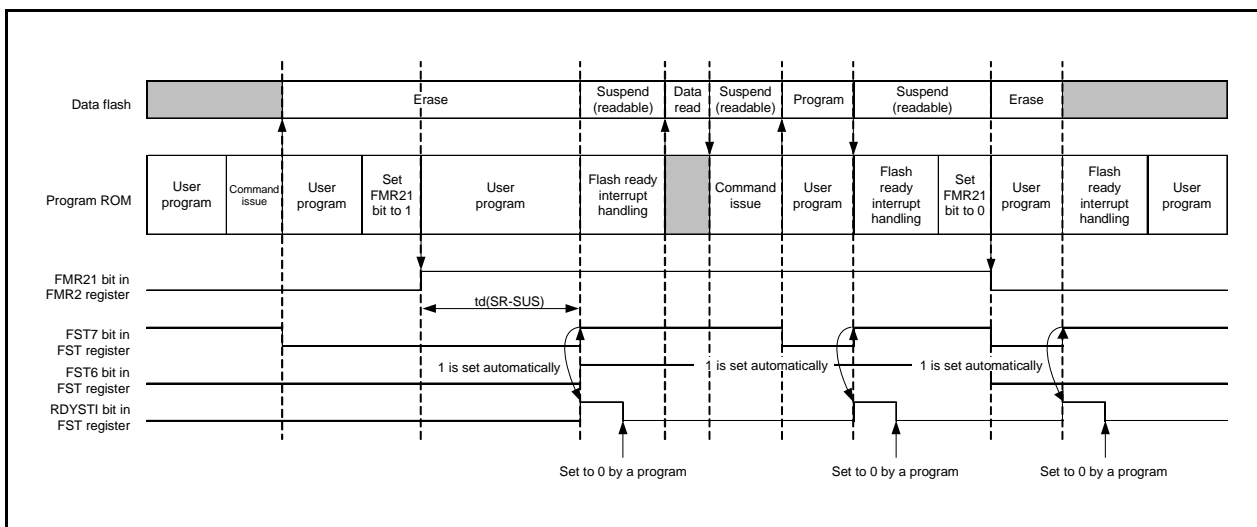 Data flash
Erase
Suspend
(readable)
Data
read
Suspend
(readable)
Program
Suspend
(readable)
Erase
Program ROM
User
program
Command
issue
User
program
Set
FMR21
bit to 1
User
program
Flash ready
interrupt
handling
Command
issue
User
program
Flash
ready
interrupt
handling
Set
FMR21
bit to 0
User
program
Flash
ready
interrupt
handling
User
program
FMR21 bit in
FMR2 register
td(SR-SUS)
FST7 bit in
FST register
1 is set automatically
1 is set automatically
1 is set automatically
FST6 bit in
FST register
RDYSTI bit in
FST register
Set to 0 by a program
Set to 0 by a program
Set to 0 by a program